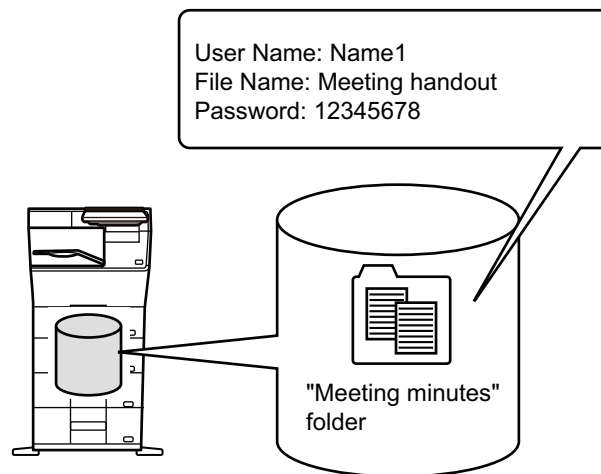 User Name: Name1
File Name: Meeting handout
Password: 12345678
"Meeting minutes"
folder